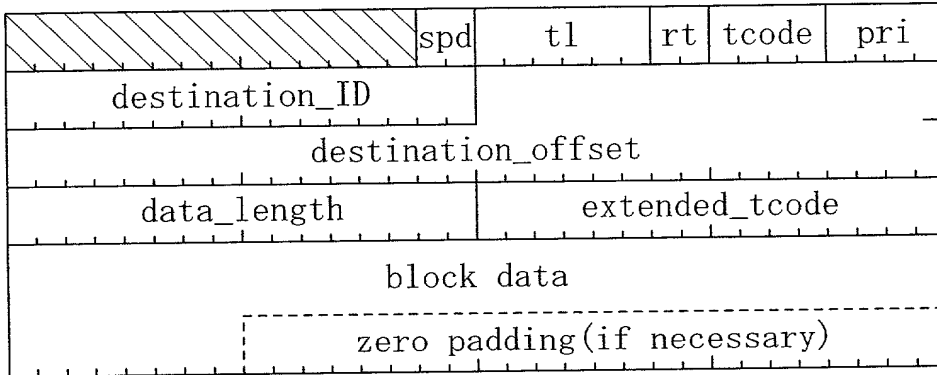 spd tl rt tcode pri
destination_ID
destination_offset
data_length extended_tcode
block data
zero padding(if necessary)